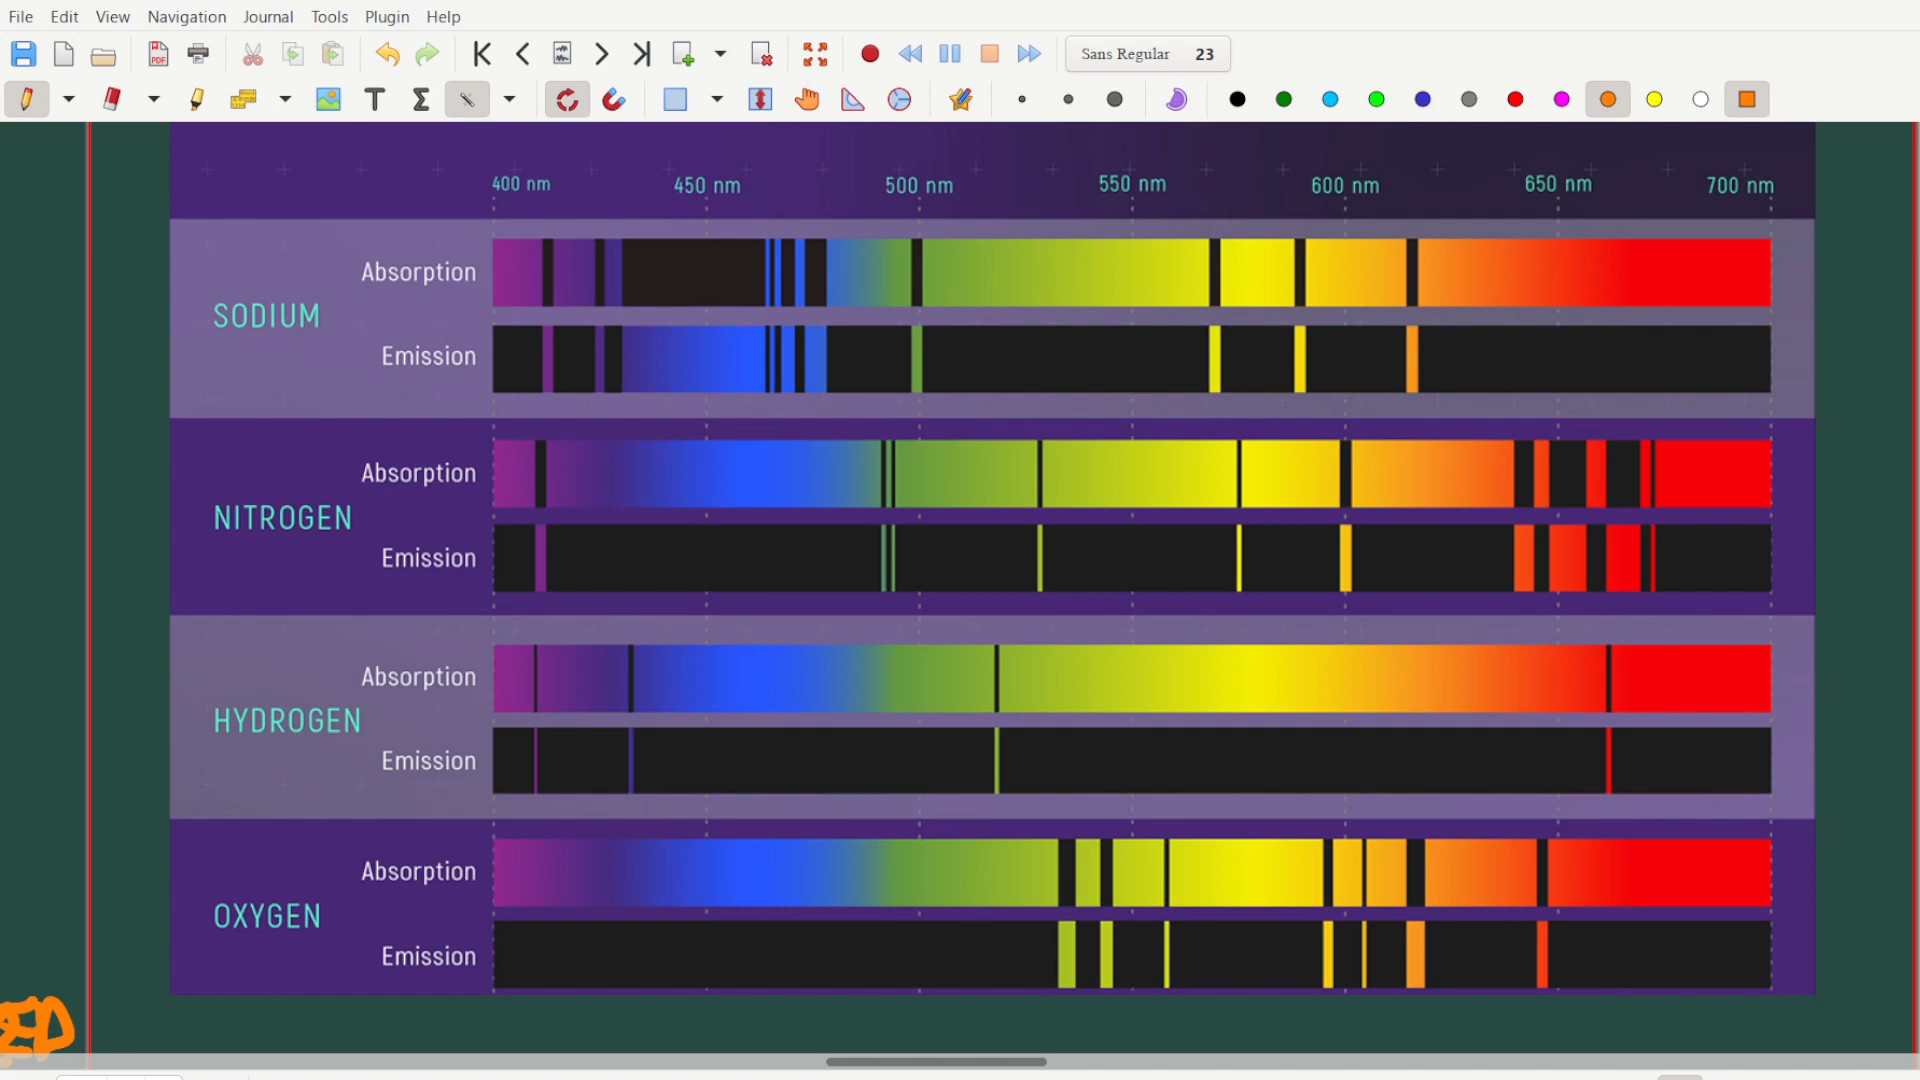 File Edit View Navigation Journal Tools Plugin Help
Sans Regular 23
400 nm 450 nm 500 nm 550 nm 600 nm 650 nm 700 nm
Absorption
SODIUM
Emission
Absorption
NITROGEN
Emission
Absorption
HYDROGEN
Emission
Absorption
OXYGEN
Emission